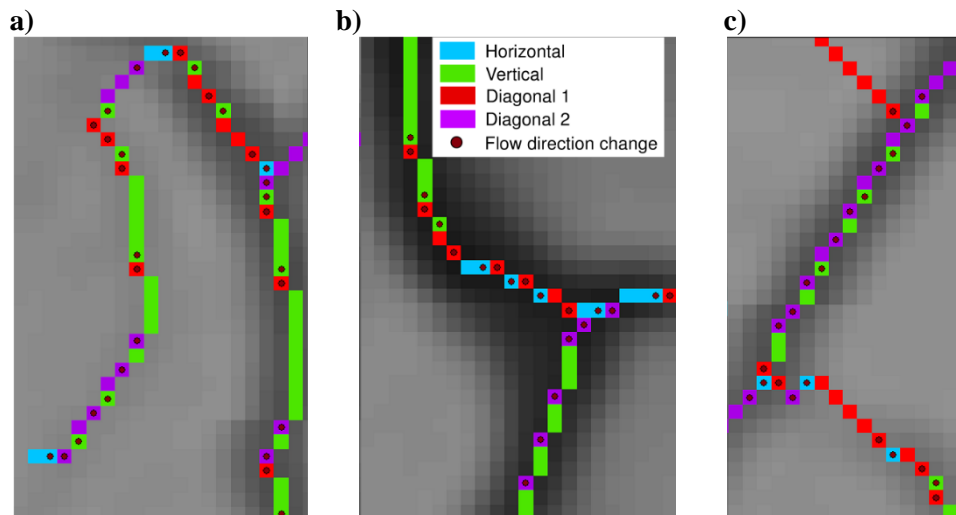 a)
b)
c)
Horizontal
Vertical
Diagonal 1
Diagonal 2
Flow direction change